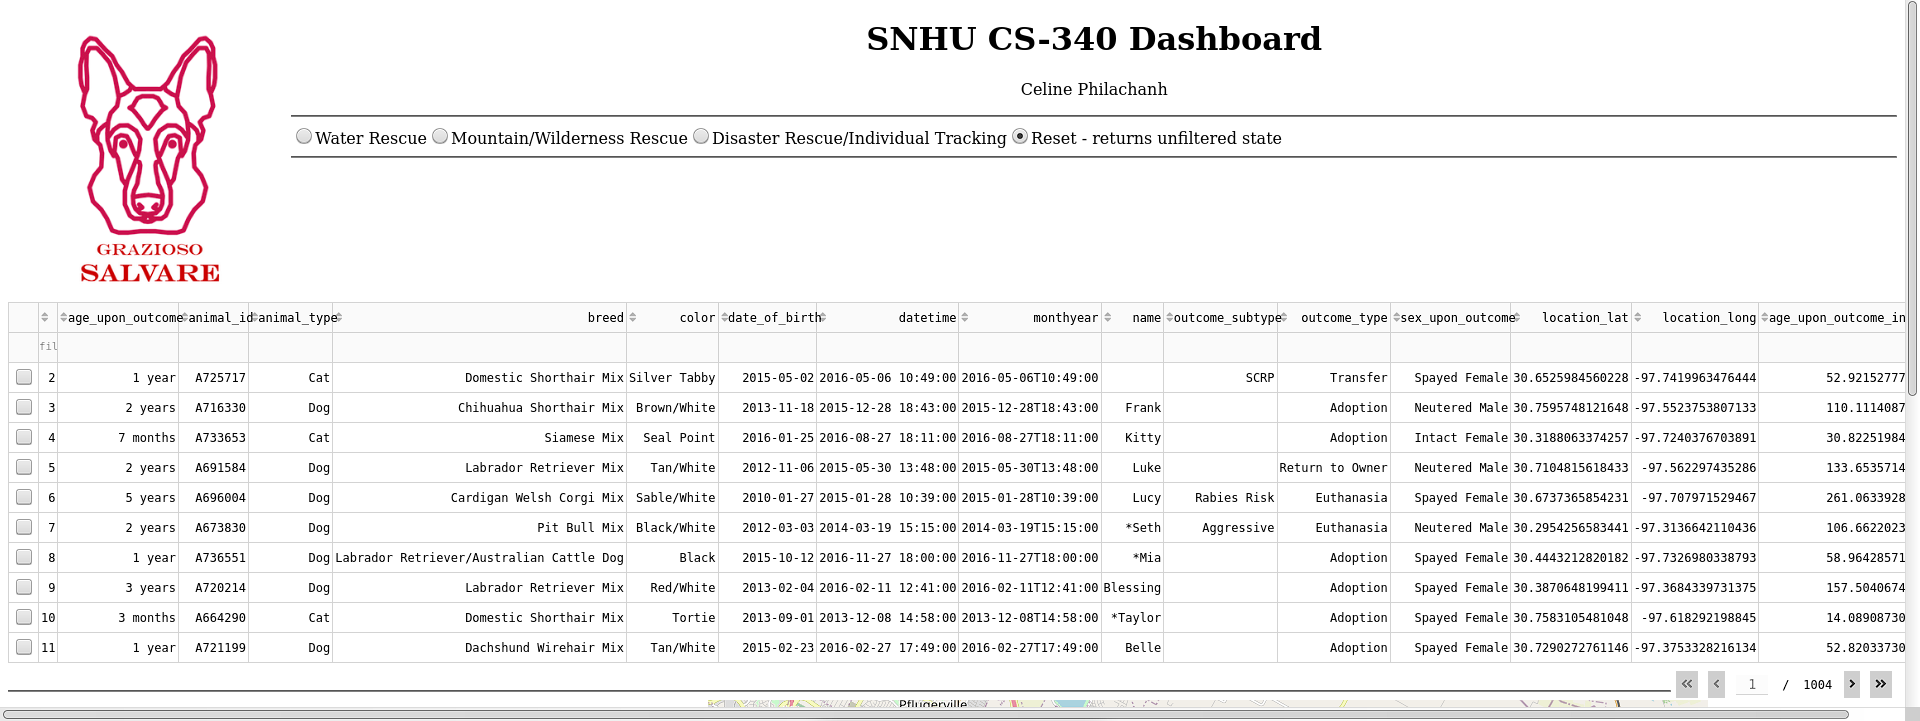 SNHU CS-340 Dashboard
Celine Philachanh
Water Rescue Mountain/Wilderness Rescue Disaster Rescue/Individual Tracking Reset - returns unfiltered state
GRAZIOSO
SALVARE
age_upon_outcome animal_id animal_type breed color date_of_birth datetime monthyear name outcome_subtype outcome_type sex_upon_outcome location_lat location_long age_upon_outcome_in
fil
2 1 year A725717 Cat Domestic Shorthair Mix Silver Tabby 2015-05-02 2016-05-06 10:49:00 2016-05-06T10:49:00 SCRP Transfer Spayed Female 30.6525984560228 -97.7419963476444 52.92152777
3 2 years A716330 Dog Chihuahua Shorthair Mix Brown/White 2013-11-18 2015-12-28 18:43:00 2015-12-28T18:43:00 Frank Adoption Neutered Male 30.7595748121648 -97.5523753807133 110.1114087
4 7 months A733653 Cat Siamese Mix Seal Point 2016-01-25 2016-08-27 18:11:00 2016-08-27T18:11:00 Kitty Adoption Intact Female 30.3188063374257 -97.7240376703891 30.82251984
5 2 years A691584 Dog Labrador Retriever Mix Tan/White 2012-11-06 2015-05-30 13:48:00 2015-05-30T13:48:00 Luke Return to Owner Neutered Male 30.7104815618433 -97.562297435286 133.6535714
6 5 years A696004 Dog Cardigan Welsh Corgi Mix Sable/White 2010-01-27 2015-01-28 10:39:00 2015-01-28T10:39:00 Lucy Rabies Risk Euthanasia Spayed Female 30.6737365854231 -97.707971529467 261.0633928
7 2 years A673830 Dog Pit Bull Mix Black/White 2012-03-03 2014-03-19 15:15:00 2014-03-19T15:15:00 *Seth Aggressive Euthanasia Neutered Male 30.2954256583441 -97.3136642110436 106.6622023
8 1 year A736551 Dog Labrador Retriever/Australian Cattle Dog Black 2015-10-12 2016-11-27 18:00:00 2016-11-27T18:00:00 *Mia Adoption Spayed Female 30.4443212820182 -97.7326980338793 58.96428571
9 3 years A720214 Dog Labrador Retriever Mix Red/White 2013-02-04 2016-02-11 12:41:00 2016-02-11T12:41:00 Blessing Adoption Spayed Female 30.3870648199411 -97.3684339731375 157.5040674
10 3 months A664290 Cat Domestic Shorthair Mix Tortie 2013-09-01 2013-12-08 14:58:00 2013-12-08T14:58:00 *Taylor Adoption Spayed Female 30.7583105481048 -97.618292198845 14.08908730
11 1 year A721199 Dog Dachshund Wirehair Mix Tan/White 2015-02-23 2016-02-27 17:49:00 2016-02-27T17:49:00 Belle Adoption Spayed Female 30.7290272761146 -97.3753328216134 52.82033730
1 / 1004
Pflugerville